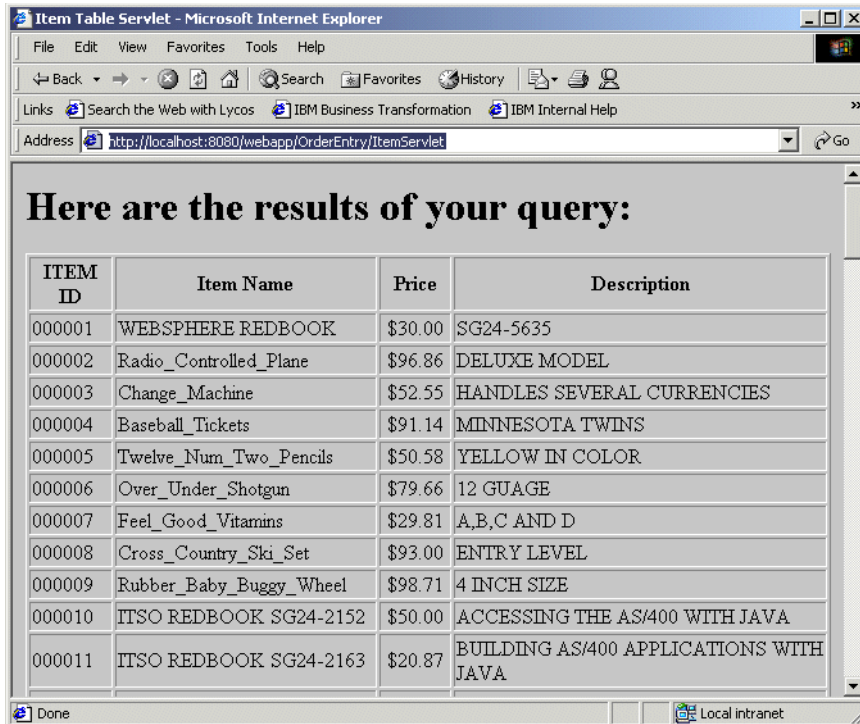 Item Table Servlet - Microsoft Internet Explorer
File Edit View Favorites Tools Help
Back Search Favorites History
Links Search the Web with Lycos IBM Business Transformation IBM Internal Help »
Address http://localhost:8080/webapp/OrderEntry/ItemServlet Go
Here are the results of your query:
ITEM ID Item Name Price Description
000001 WEBSPHERE REDBOOK $30.00 SG24-5635
000002 Radio_Controlled_Plane $96.86 DELUXE MODEL
000003 Change_Machine $52.55 HANDLES SEVERAL CURRENCIES
000004 Baseball_Tickets $91.14 MINNESOTA TWINS
000005 Twelve_Num_Two_Pencils $50.58 YELLOW IN COLOR
000006 Over_Under_Shotgun $79.66 12 GUAGE
000007 Feel_Good_Vitamins $29.81 A,B,C AND D
000008 Cross_Country_Ski_Set $93.00 ENTRY LEVEL
000009 Rubber_Baby_Buggy_Wheel $98.71 4 INCH SIZE
000010 ITSO REDBOOK SG24-2152 $50.00 ACCESSING THE AS/400 WITH JAVA
000011 ITSO REDBOOK SG24-2163 $20.87 BUILDING AS/400 APPLICATIONS WITH
JAVA
Done Local intranet